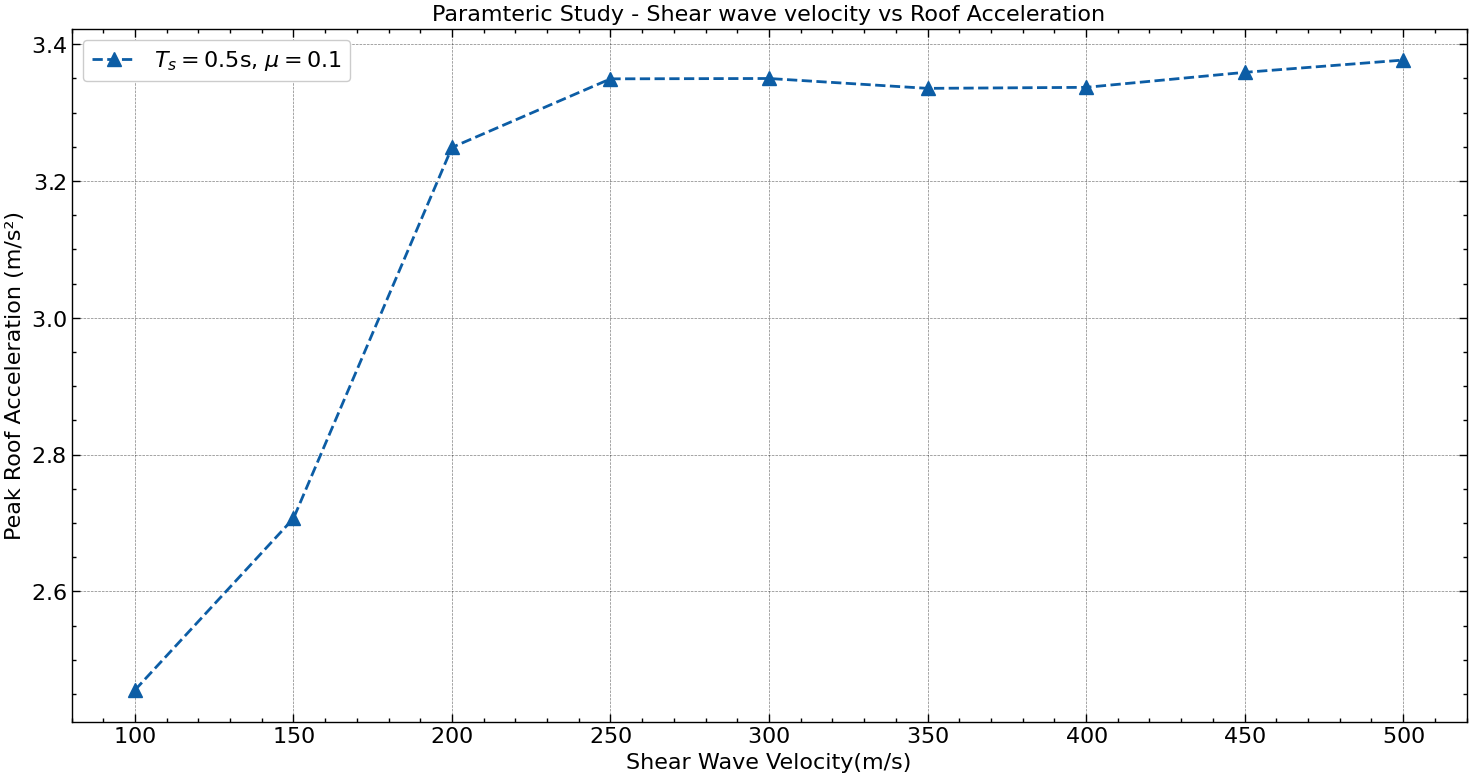 Paramteric Study - Shear wave velocity vs Roof Acceleration
T_s = 0.5s, μ = 0.1
Peak Roof Acceleration (m/s²)
3.4
3.2
3.0
2.8
2.6
100 150 200 250 300 350 400 450 500
Shear Wave Velocity(m/s)